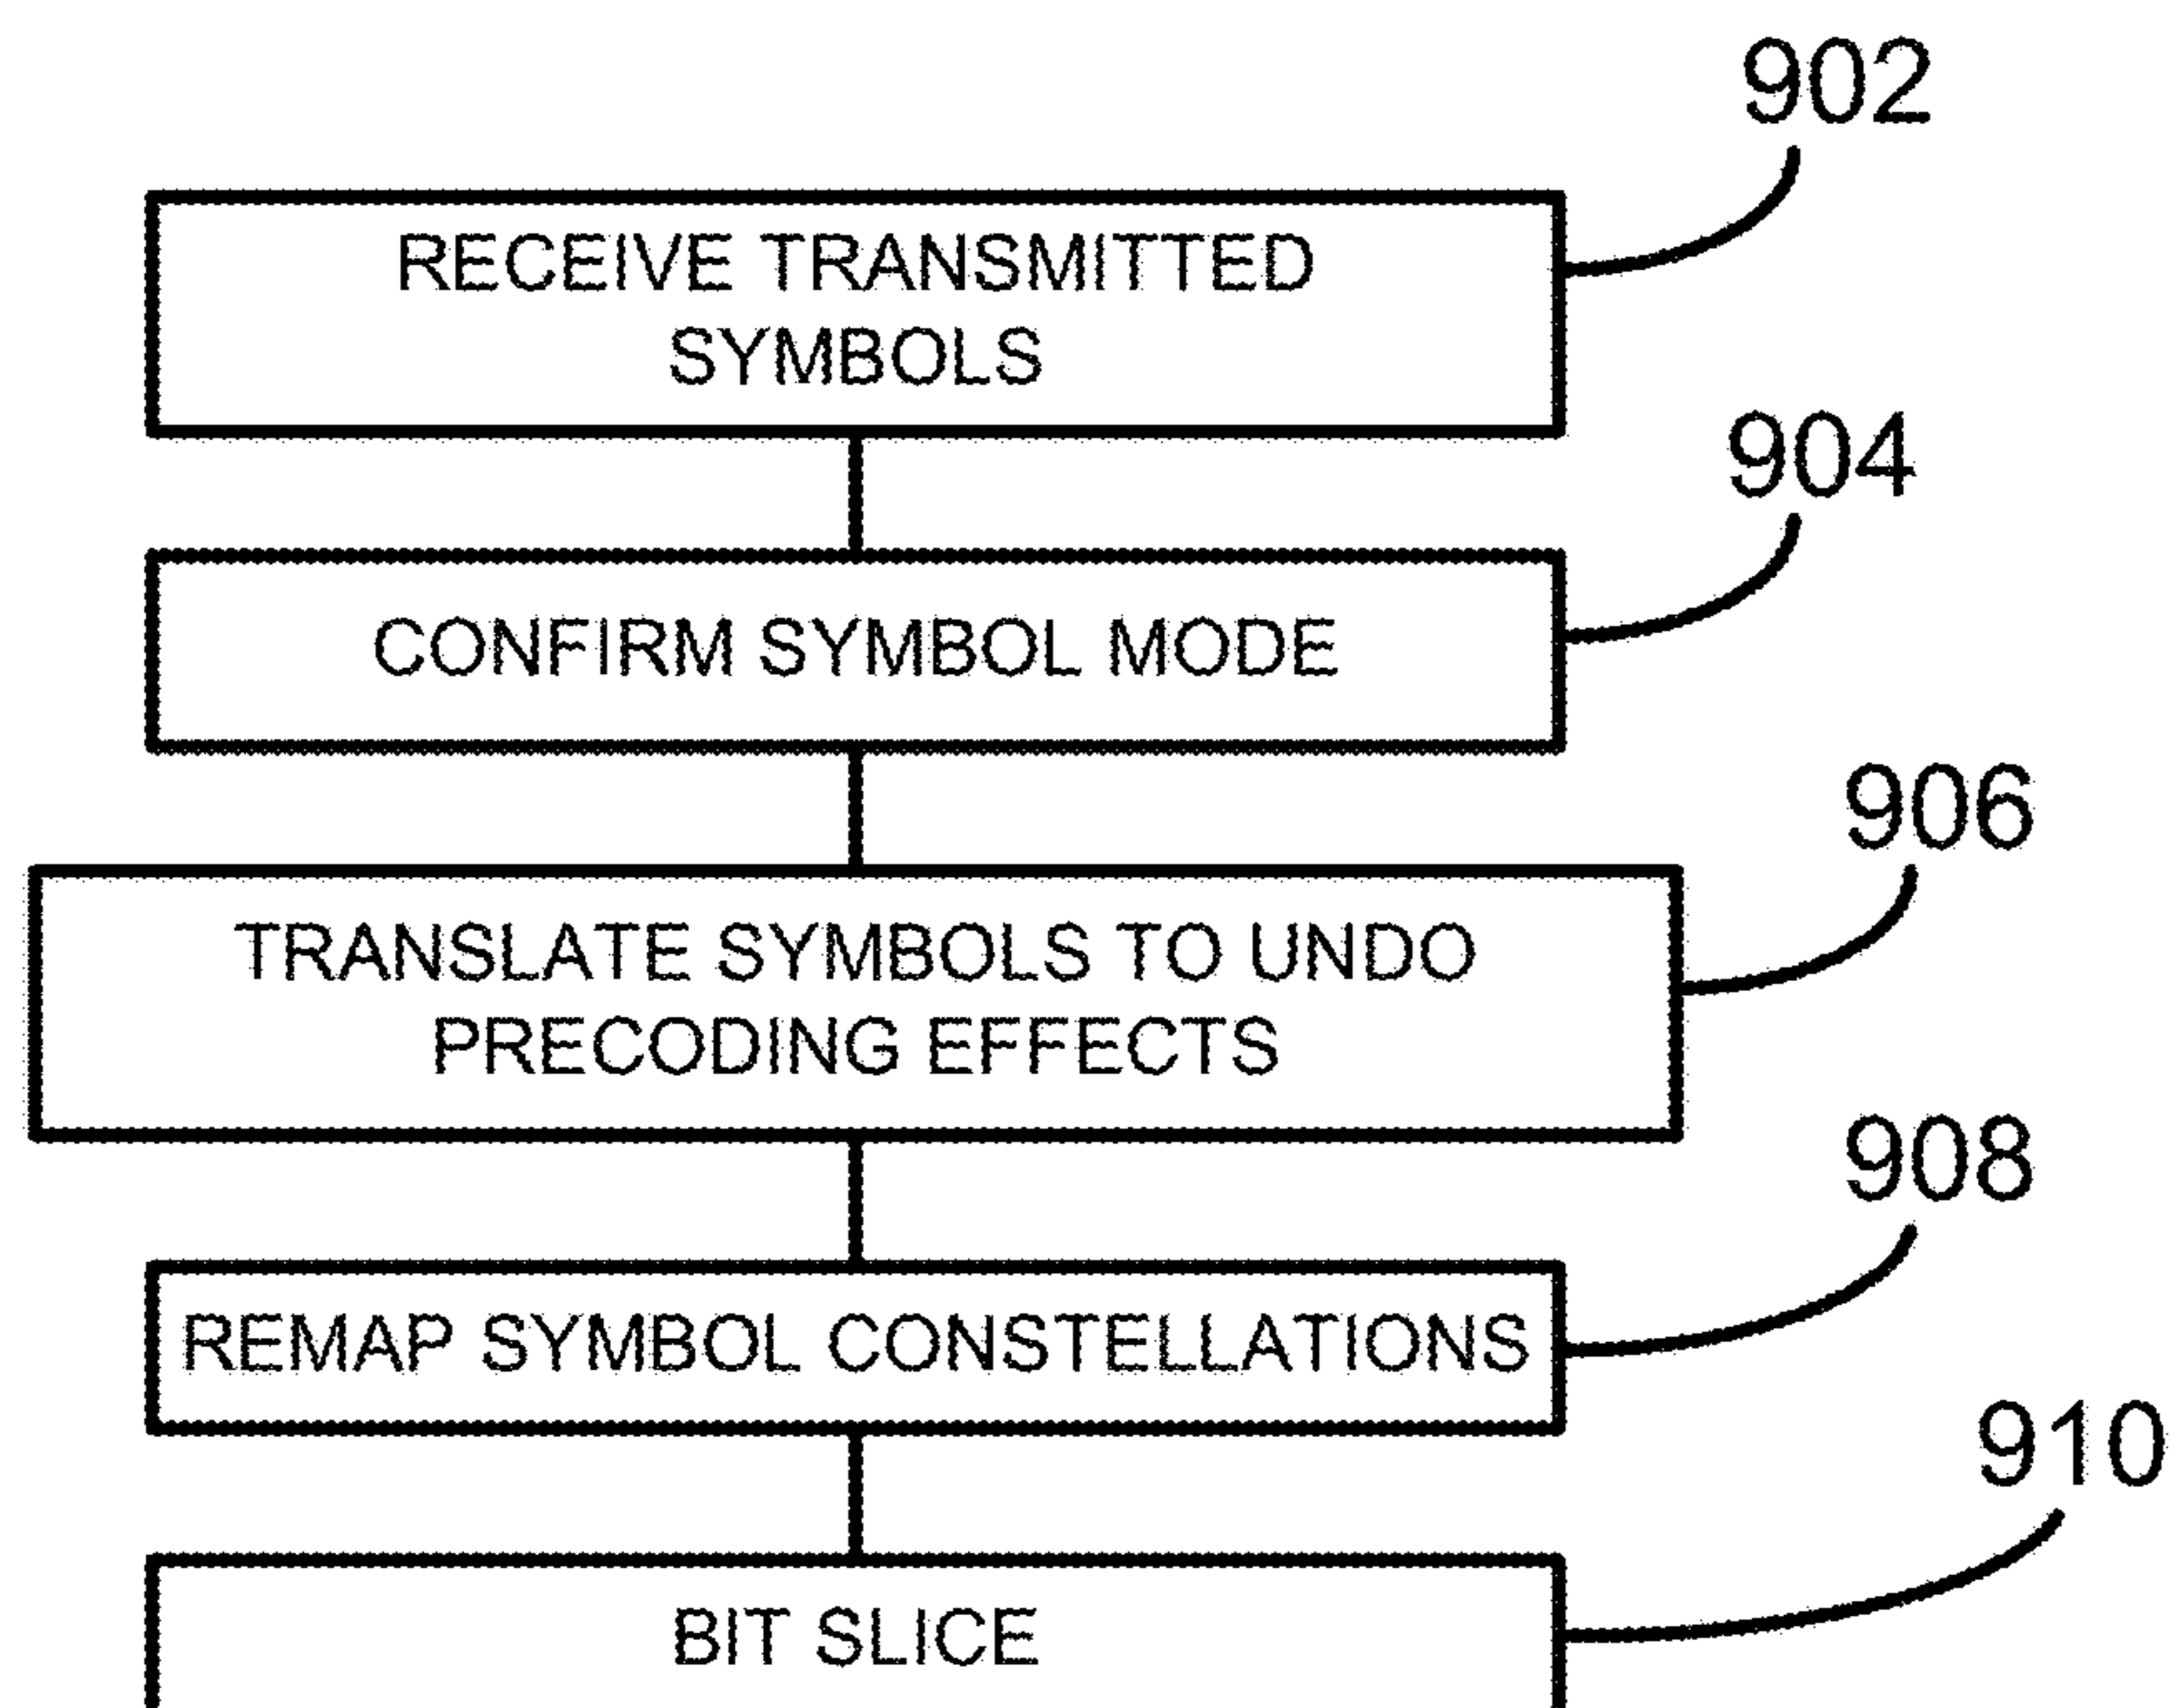 902
RECEIVE TRANSMITTED
SYMBOLS
904
CONFIRM SYMBOL MODE
906
TRANSLATE SYMBOLS TO UNDO
PRECODING EFFECTS
908
REMAP SYMBOL CONSTELLATIONS
910
BIT SLICE